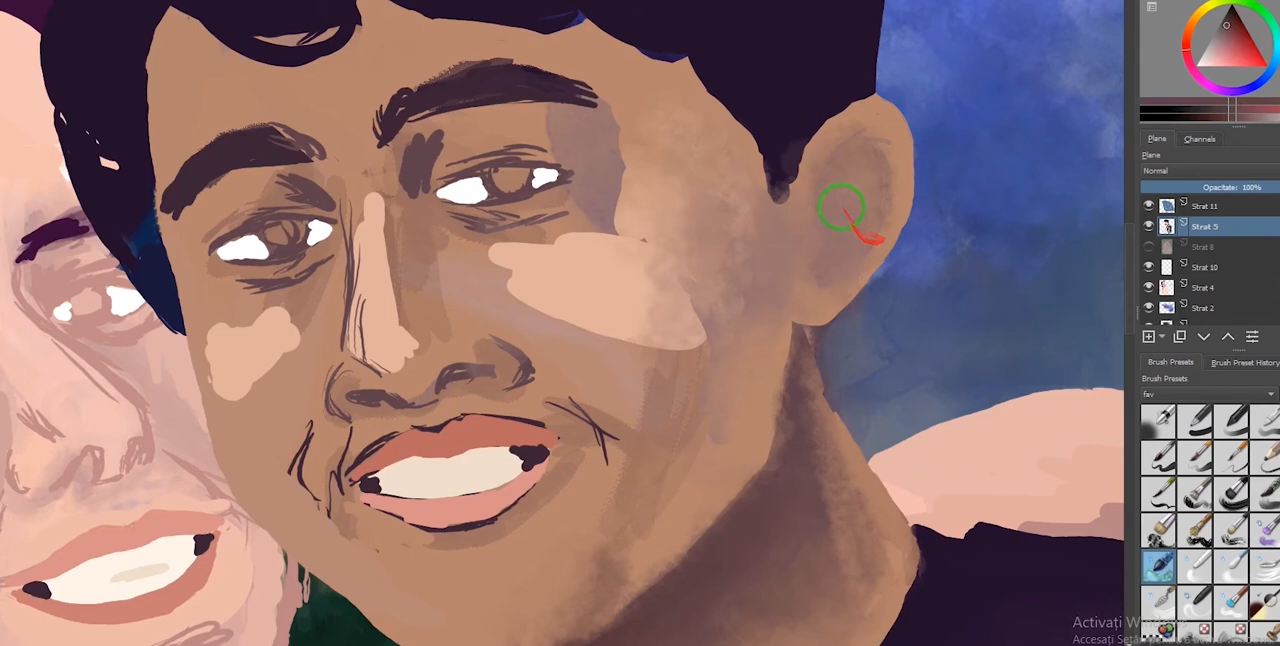 Plane
Channels
Plane
Normal
Opacitate: 100%
Strat 11
Strat 5
Strat 8
Strat 10
Strat 4
Strat 2
Brush Presets
Brush Preset History
Brush Presets
fav
Activați Windows